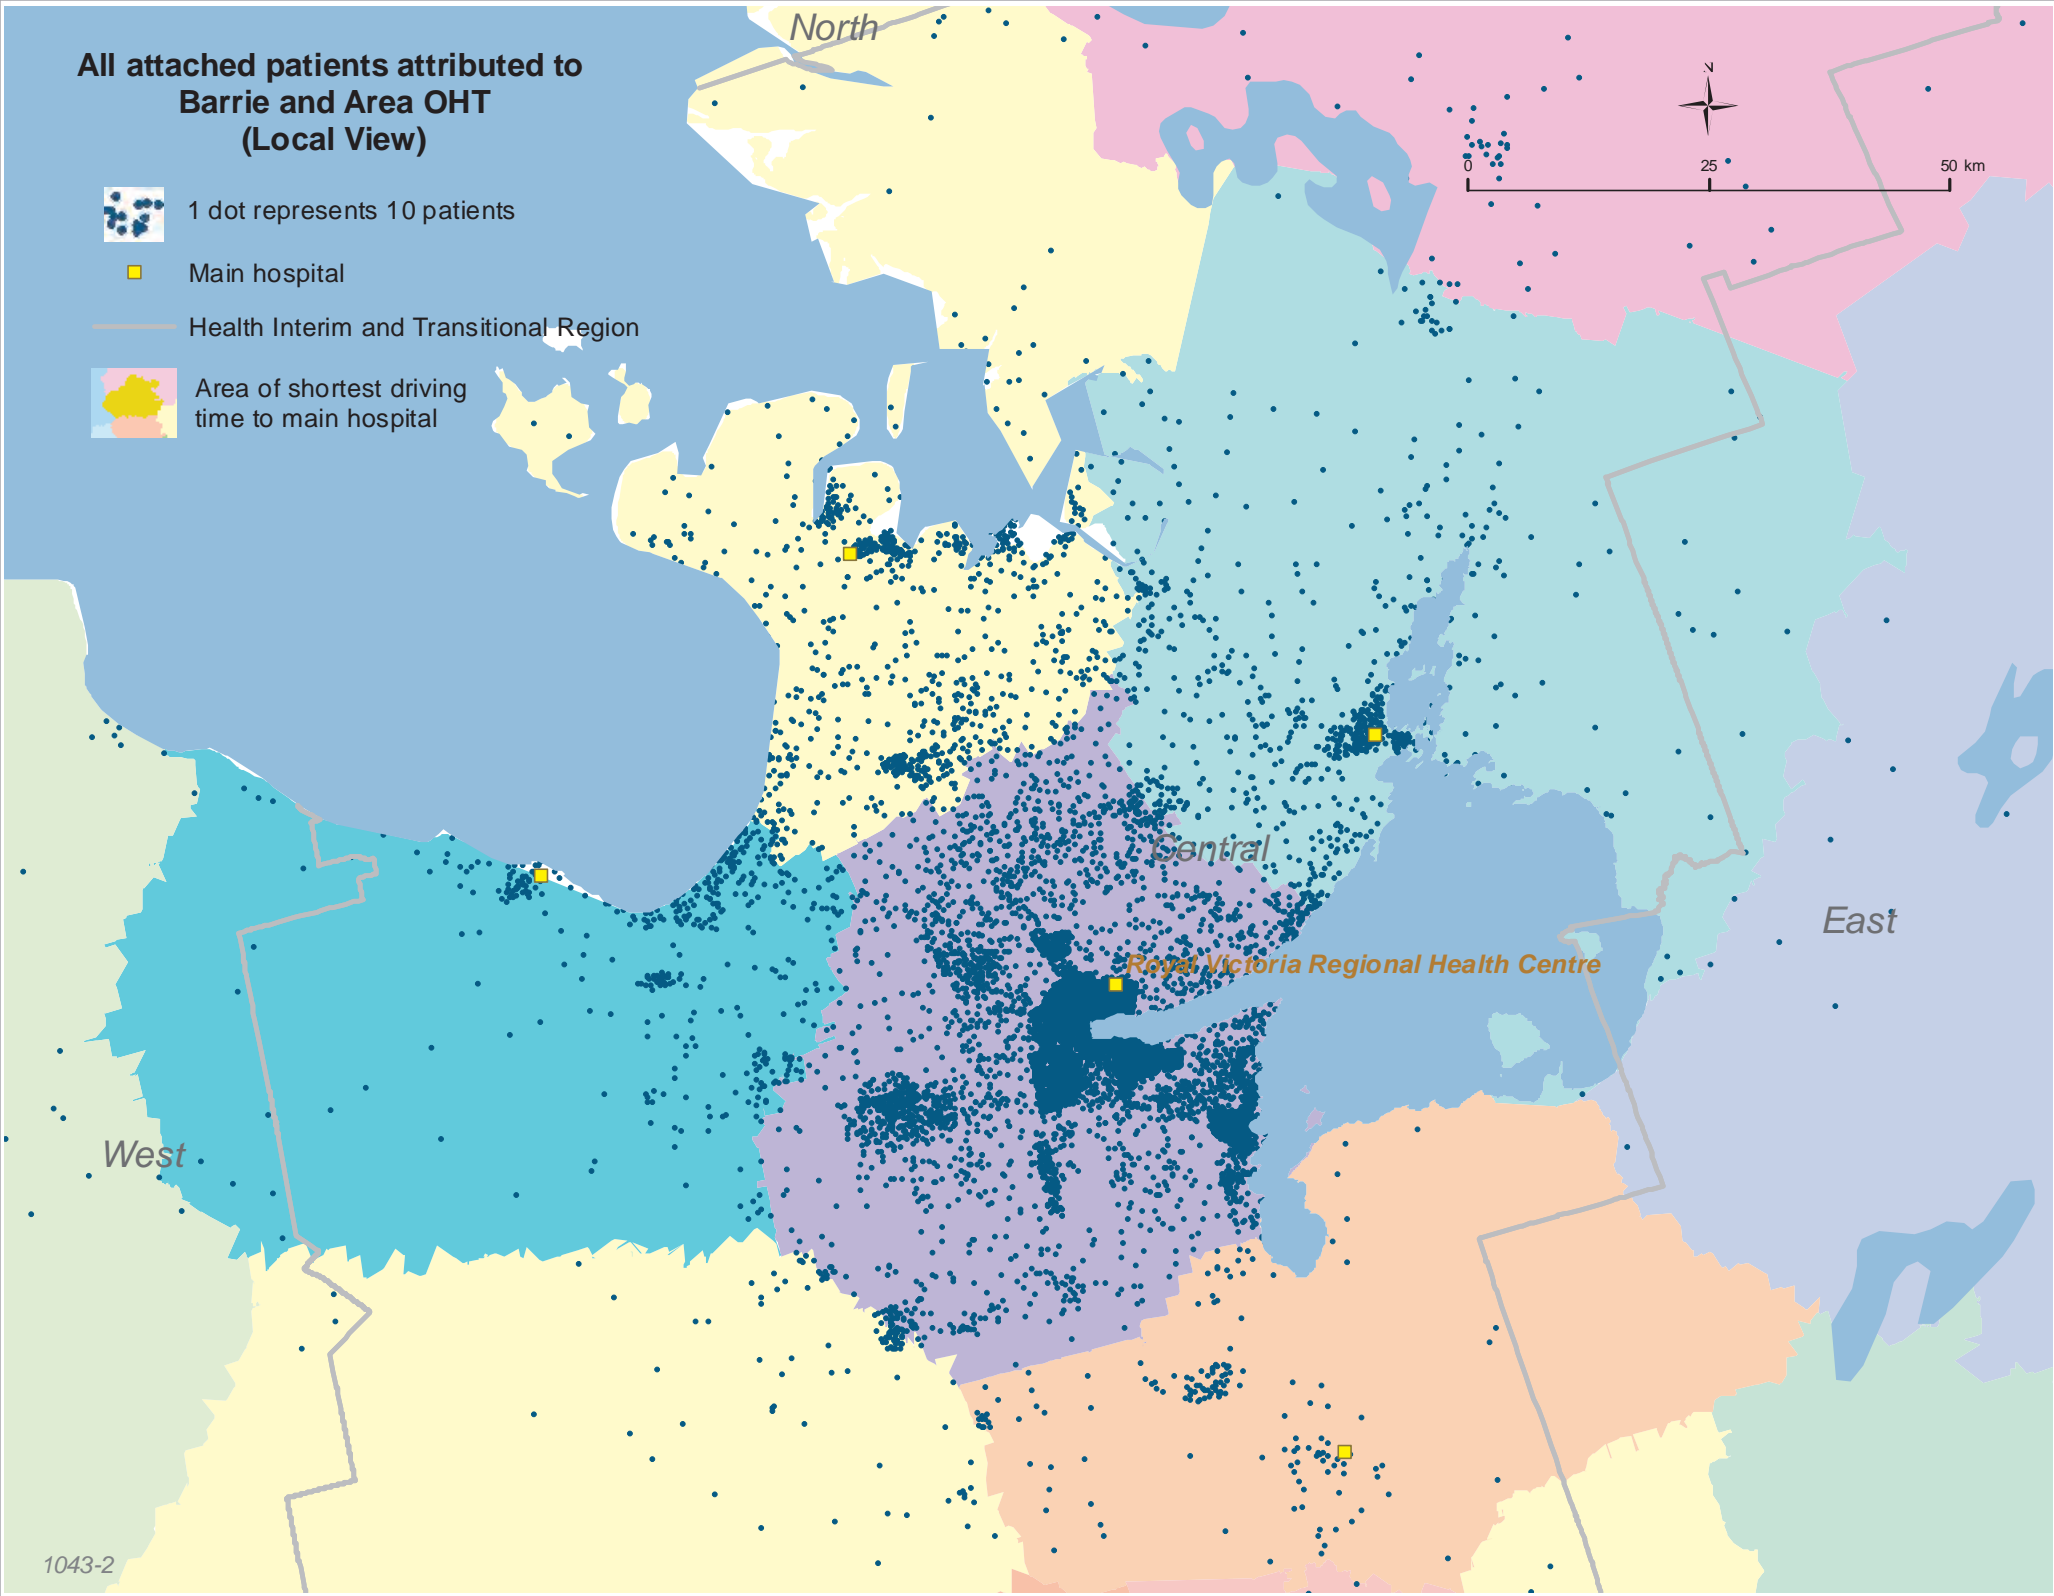 North
All attached patients attributed to
Barrie and Area OHT
(Local View)
1 dot represents 10 patients
Main hospital
Health Interim and Transitional Region
Area of shortest driving
time to main hospital
N
0 25 50 km
Central
East
Royal Victoria Regional Health Centre
West
1043-2